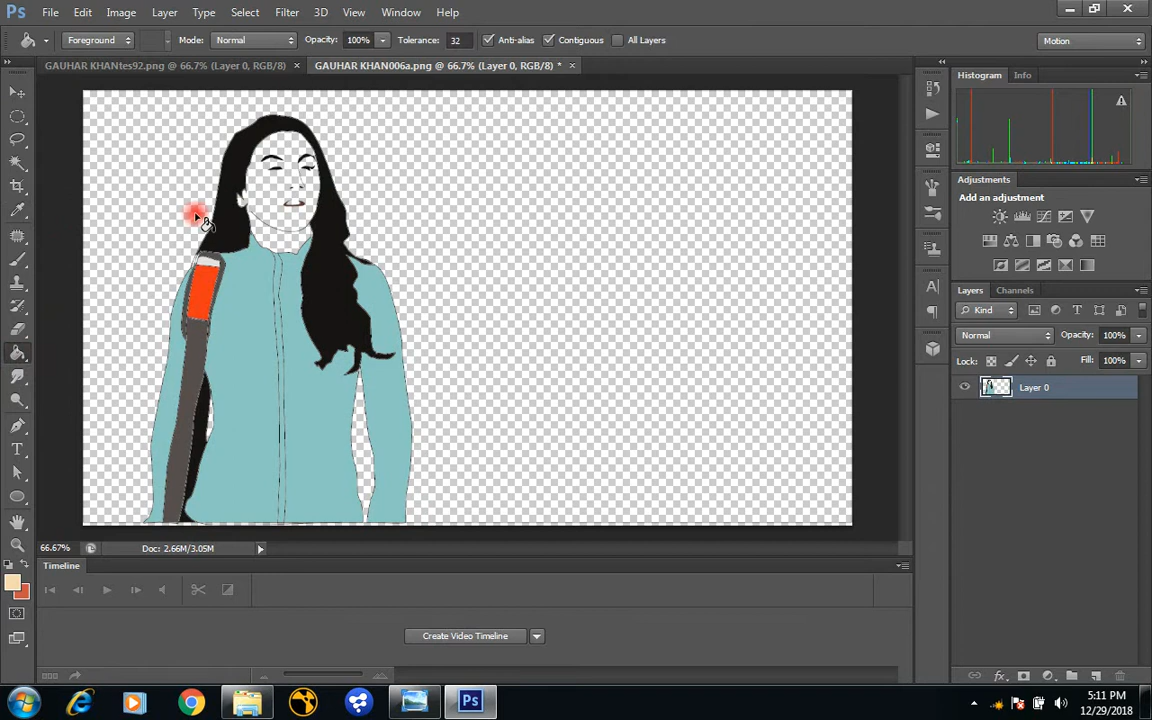 Ps File Edit Image Layer Type Select Filter 3D View Window Help
Foreground Mode: Normal Opacity: 100% Tolerance: 32 Anti-alias Contiguous All Layers Motion
GAUHAR KHANtes92.png @ 66.7% (Layer 0, RGB/8) × GAUHAR KHAN006a.png @ 66.7% (Layer 0, RGB/8) * ×
Histogram Info
Adjustments
Add an adjustment
Layers Channels
Kind
Normal Opacity: 100%
Lock: Fill: 100%
Layer 0
66.67% Doc: 2.66M/3.05M
Timeline
Create Video Timeline
Ps
5:11 PM
12/29/2018